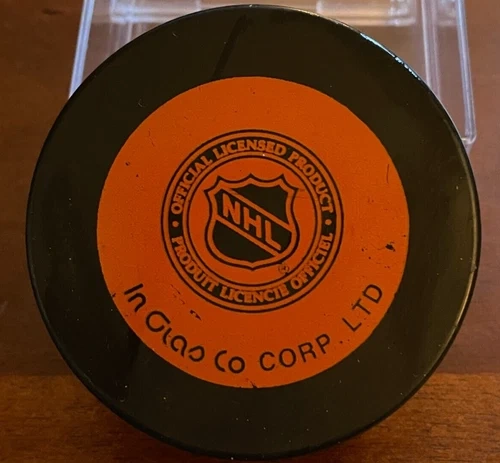 OFFICIAL LICENSED PRODUCT
NHL
®
• PRODUIT LICENCIE OFFICIEL •
In Glas Co CORP. LTD